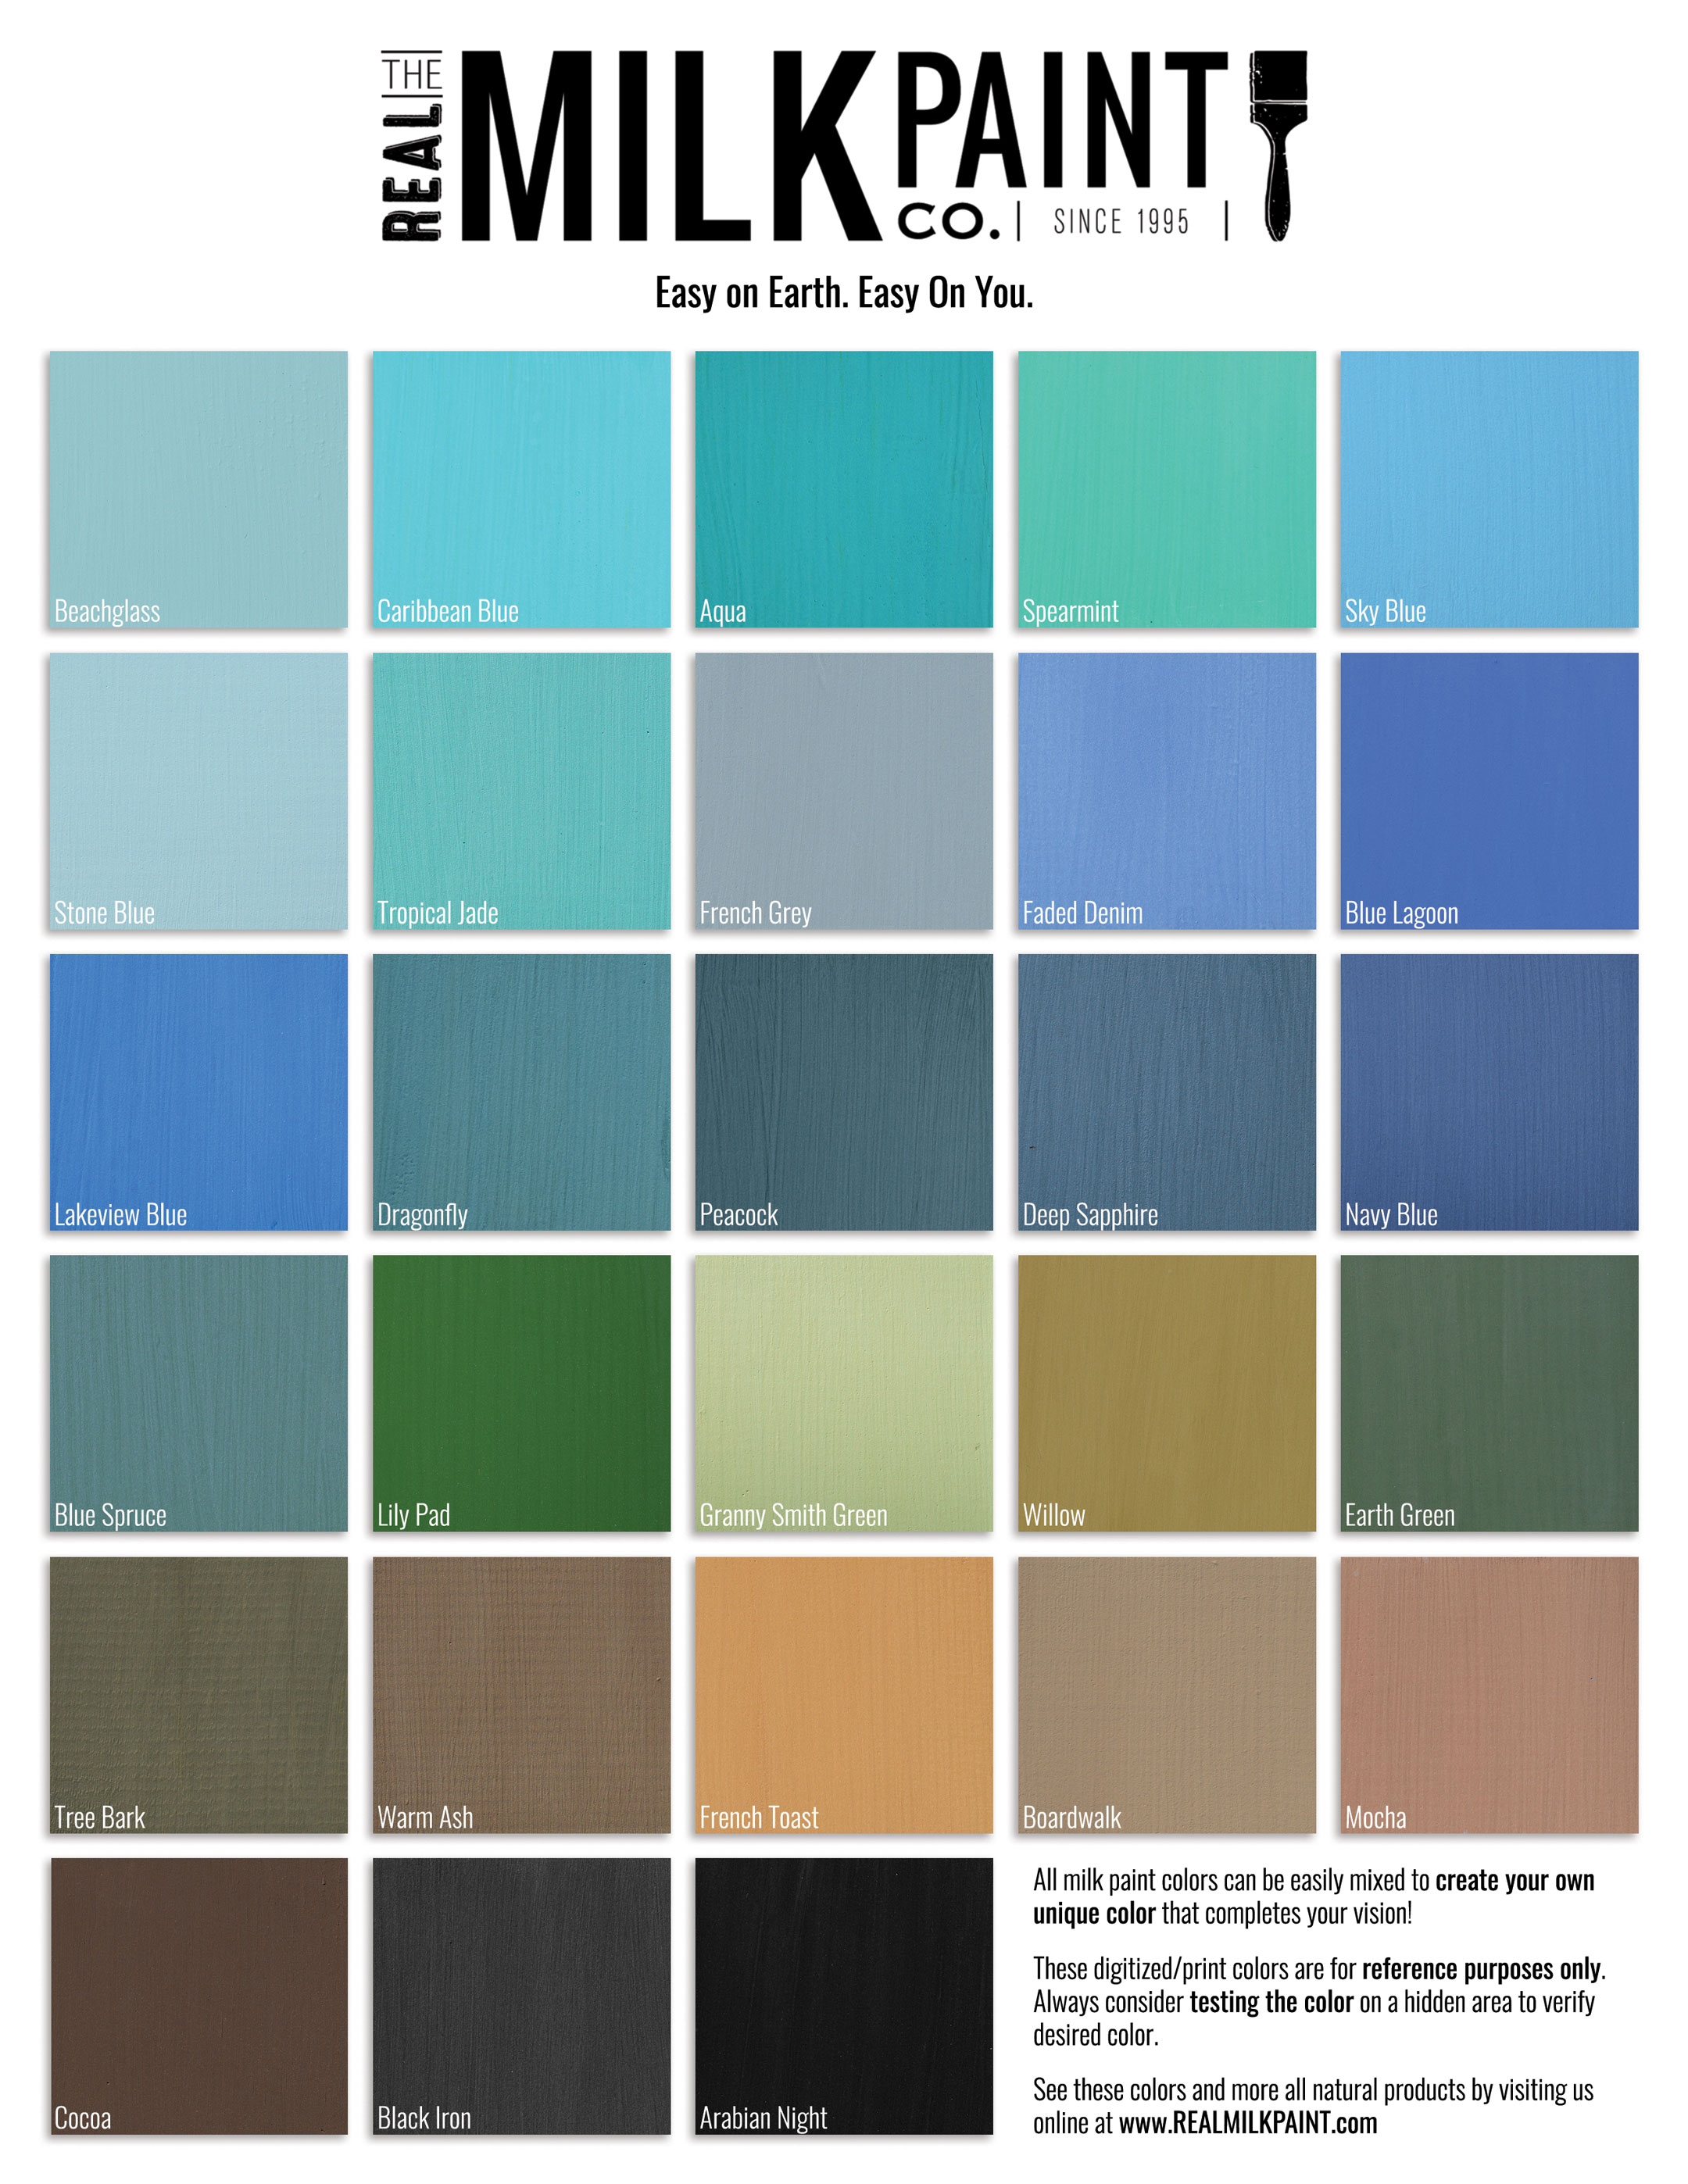 THE
REAL
MILK
PAINT
CO. | SINCE 1995 |
Easy on Earth. Easy On You.
Beachglass
Caribbean Blue
Aqua
Spearmint
Sky Blue
Stone Blue
Tropical Jade
French Grey
Faded Denim
Blue Lagoon
Lakeview Blue
Dragonfly
Peacock
Deep Sapphire
Navy Blue
Blue Spruce
Lily Pad
Granny Smith Green
Willow
Earth Green
Tree Bark
Warm Ash
French Toast
Boardwalk
Mocha
Cocoa
Black Iron
Arabian Night
All milk paint colors can be easily mixed to create your own
unique color that completes your vision!
These digitized/print colors are for reference purposes only.
Always consider testing the color on a hidden area to verify
desired color.
See these colors and more all natural products by visiting us
online at www.REALMILKPAINT.com